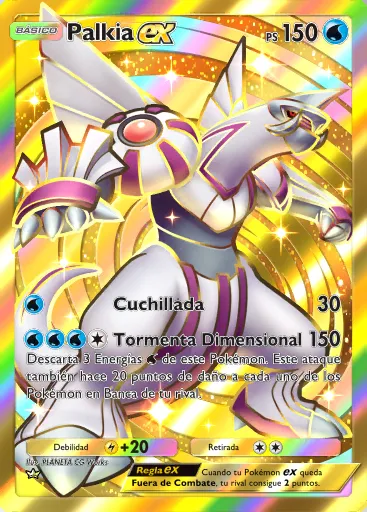 BÁSICO Palkia ex PS 150
Cuchillada 30
Tormenta Dimensional 150
Descarta 3 Energías de este Pokémon. Este ataque
también hace 20 puntos de daño a cada uno de los
Pokémon en Banca de tu rival.
Debilidad +20 Retirada
Ilus. PLANETA CG Works
Regla ex Cuando tu Pokémon ex queda
Fuera de Combate, tu rival consigue 2 puntos.